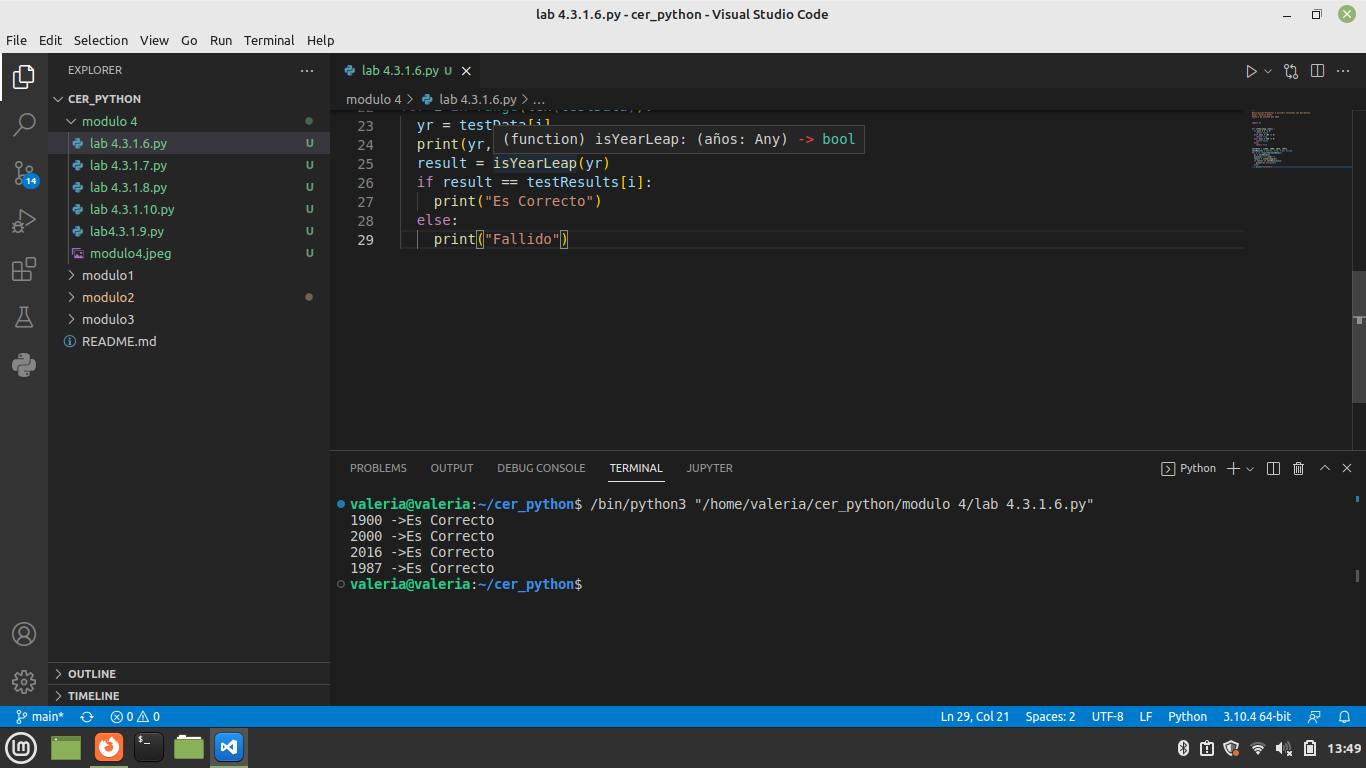 lab 4.3.1.6.py - cer_python - Visual Studio Code
File Edit Selection View Go Run Terminal Help
EXPLORER
CER_PYTHON
modulo 4
lab 4.3.1.6.py U
lab 4.3.1.7.py U
lab 4.3.1.8.py U
lab 4.3.1.10.py U
lab4.3.1.9.py U
modulo4.jpeg U
modulo1
modulo2
modulo3
README.md
OUTLINE
TIMELINE
14
lab 4.3.1.6.py U
modulo 4 > lab 4.3.1.6.py > ...
23 yr = testData[i]
(function) isYearLeap: (años: Any) -> bool
24 print(yr,
25 result = isYearLeap(yr)
26 if result == testResults[i]:
27 print("Es Correcto")
28 else:
29 print("Fallido")
PROBLEMS OUTPUT DEBUG CONSOLE TERMINAL JUPYTER
Python
valeria@valeria:~/cer_python$ /bin/python3 "/home/valeria/cer_python/modulo 4/lab 4.3.1.6.py"
1900 ->Es Correcto
2000 ->Es Correcto
2016 ->Es Correcto
1987 ->Es Correcto
valeria@valeria:~/cer_python$
main* 0 0 Ln 29, Col 21 Spaces: 2 UTF-8 LF Python 3.10.4 64-bit
13:49